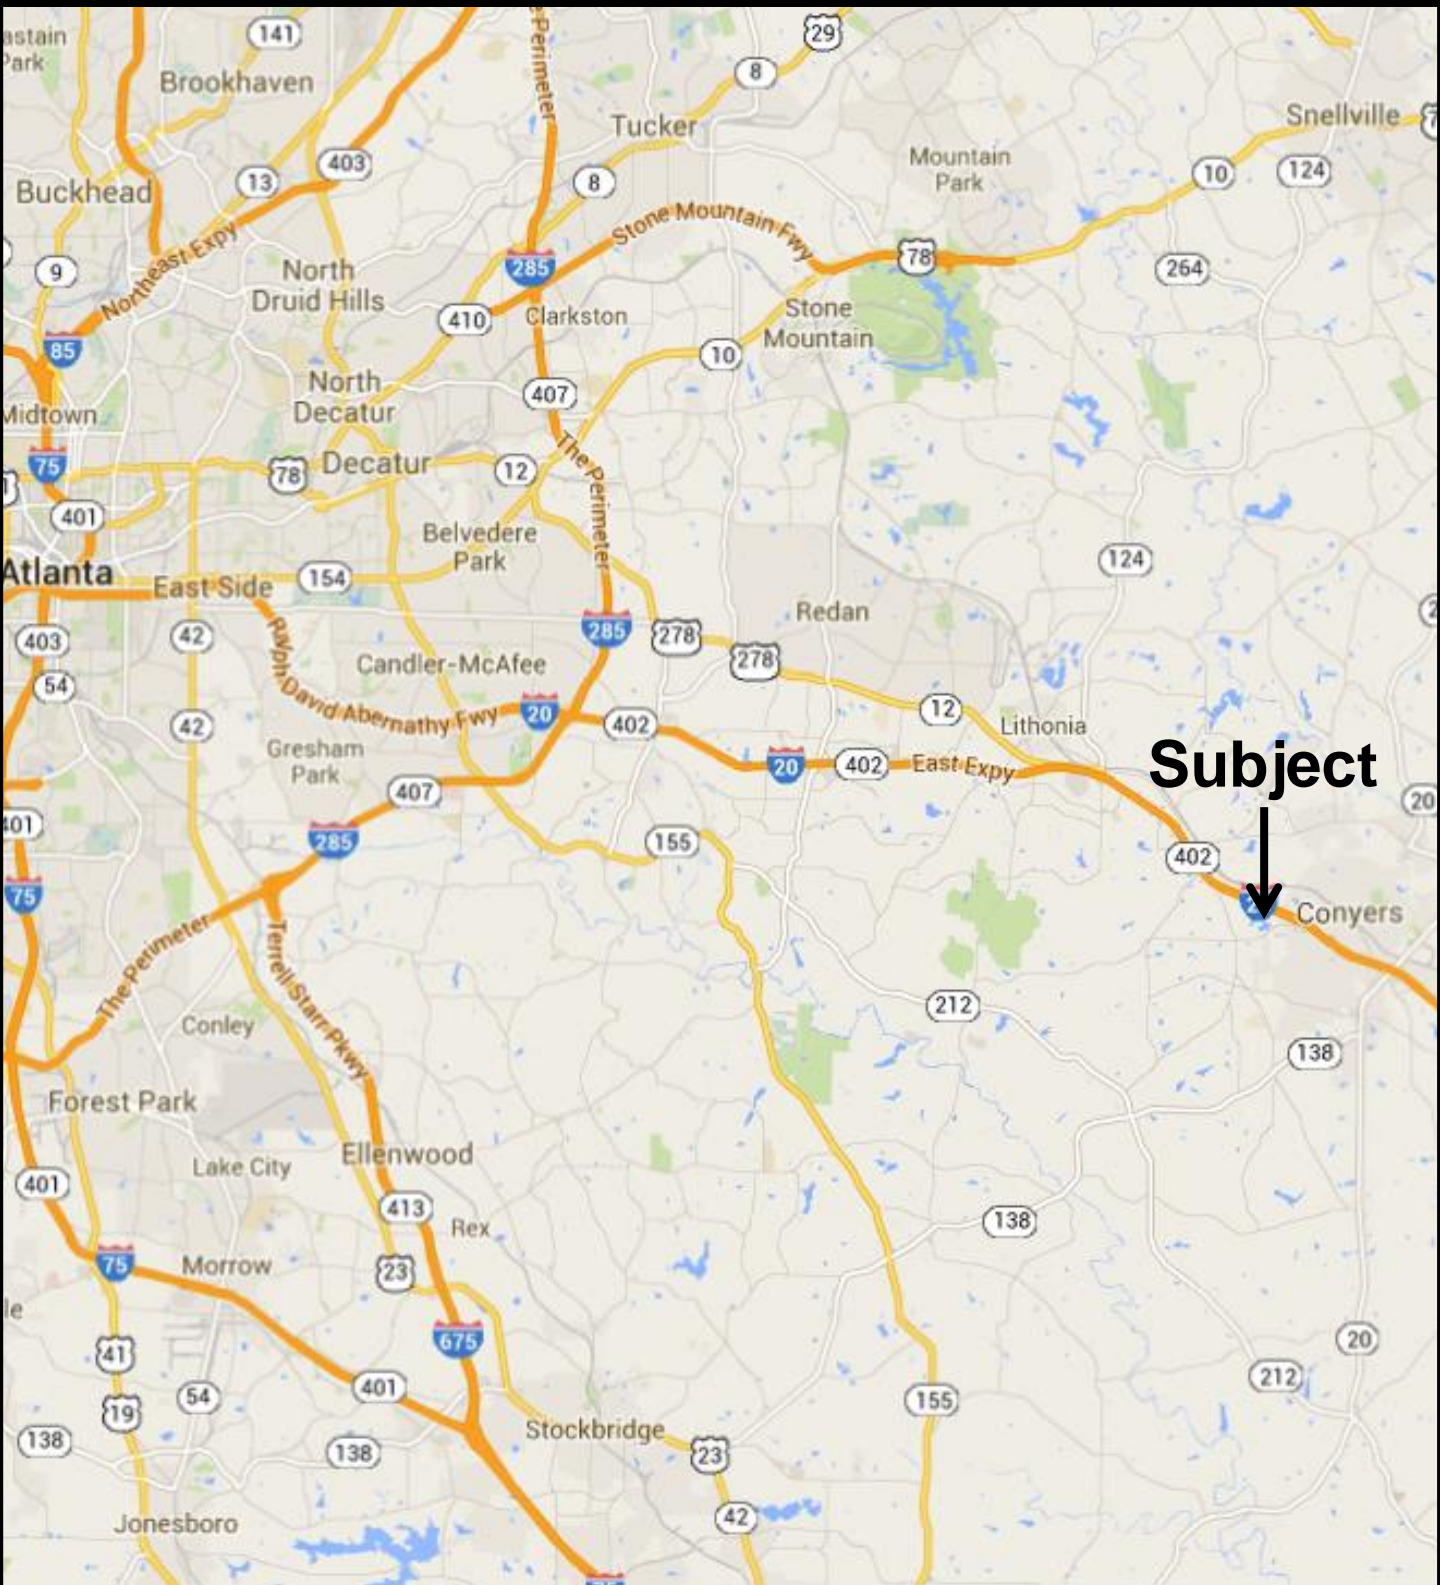 Perimeter
29
141
astain
Park
8
Brookhaven
Snellville
Tucker
Mountain
Park
403
13
8
10
124
Buckhead
Stone Mountain Fwy
Northeast Expy
78
9
North
Druid Hills
285
264
410
Clarkston
Stone
Mountain
85
10
North
Decatur
407
Midtown
The Perimeter
75
78
Decatur
12
401
Belvedere
Park
124
Atlanta
East Side
154
Redan
403
42
285
278
278
54
Candler-McAfee
Ralph David Abernathy Fwy
20
402
12
Lithonia
42
Gresham
Park
20
402
East Expy
Subject
407
20
401
285
155
402
75
Conyers
The Perimeter
Terrell Starr Pkwy
212
Conley
138
Forest Park
Ellenwood
Lake City
401
413
Rex
138
75
Morrow
23
le
675
20
41
401
212
54
155
19
Stockbridge
138
138
23
42
Jonesboro